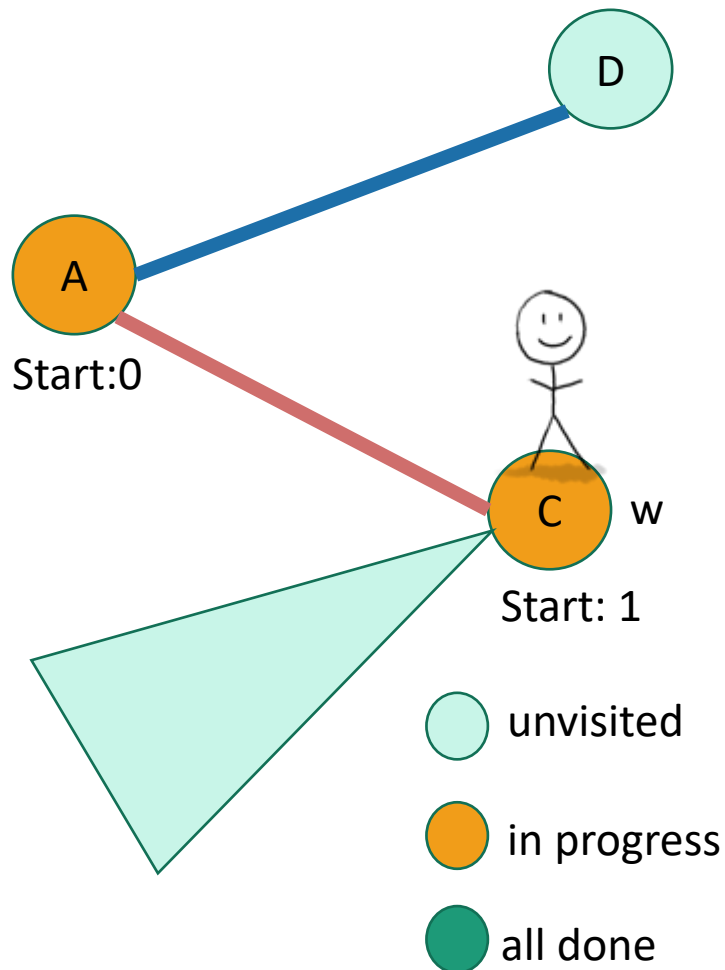 D
A
Start:0
C
w
Start: 1
unvisited
in progress
all done